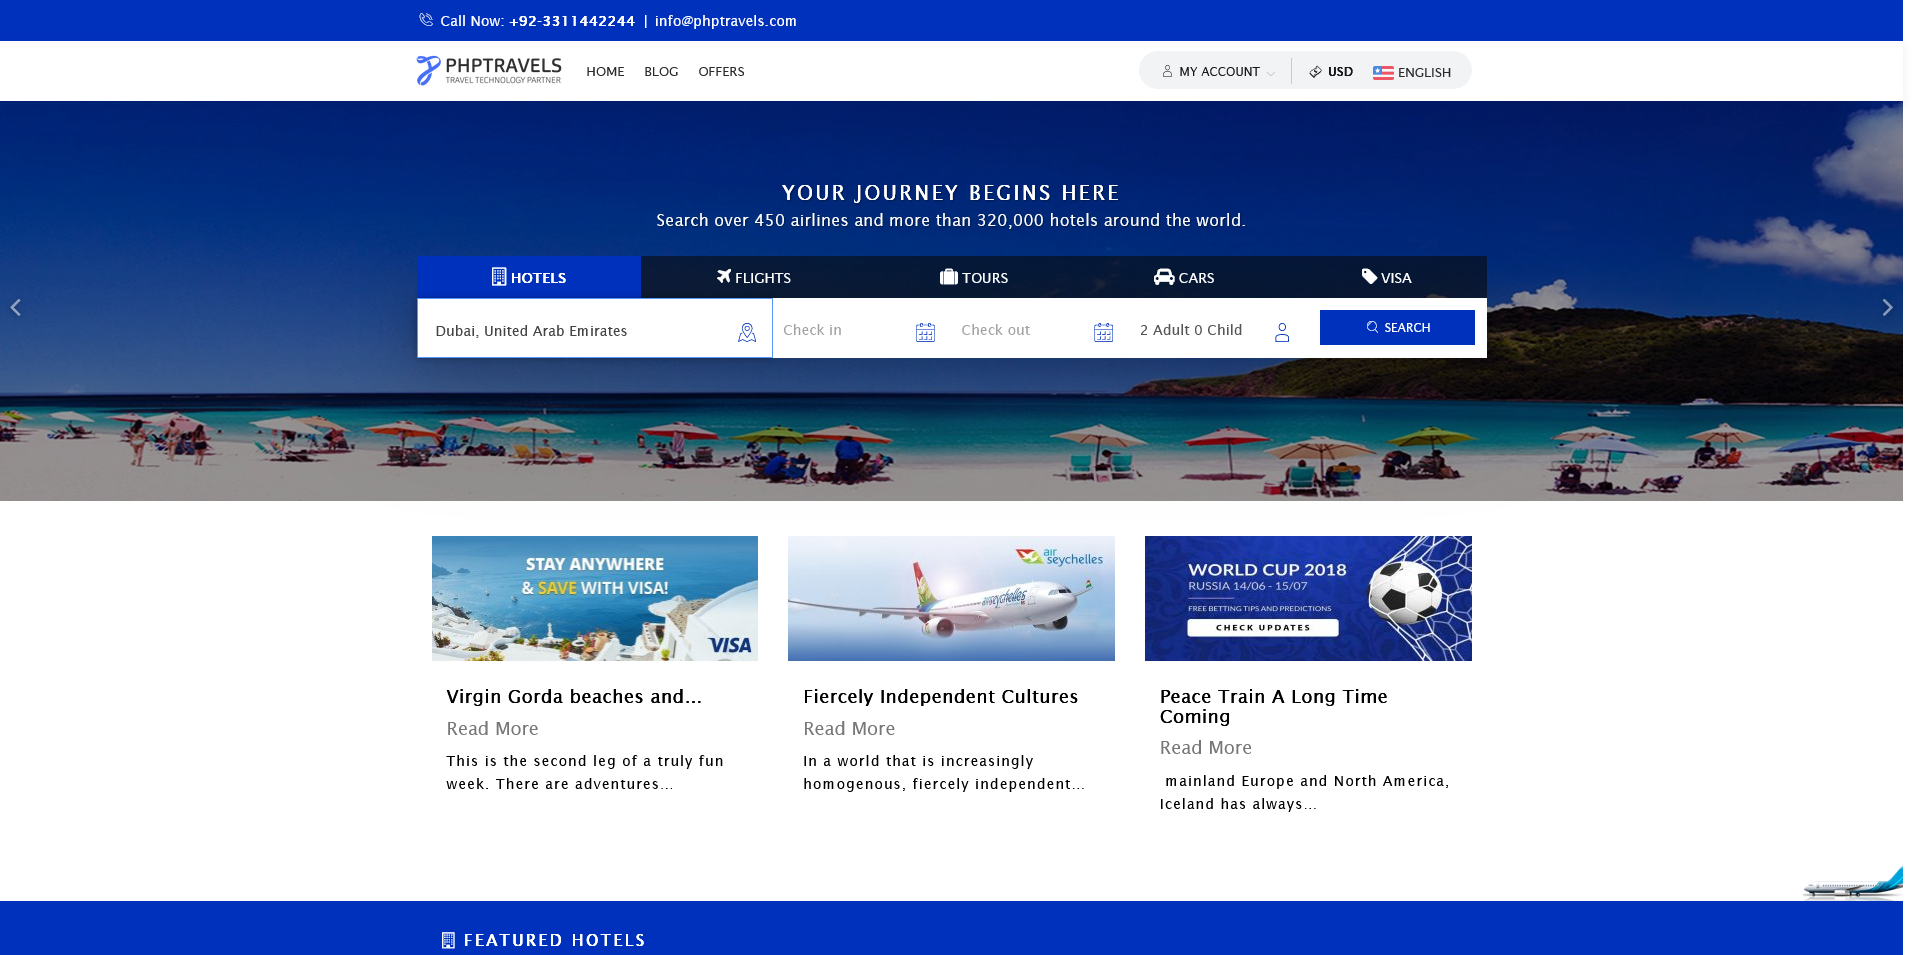 Call Now: +92-3311442244 | info@phptravels.com
PHPTRAVELS
TRAVEL TECHNOLOGY PARTNER
HOME BLOG OFFERS
MY ACCOUNT USD ENGLISH
YOUR JOURNEY BEGINS HERE
Search over 450 airlines and more than 320,000 hotels around the world.
HOTELS FLIGHTS TOURS CARS VISA
Dubai, United Arab Emirates Check in Check out 2 Adult 0 Child SEARCH
STAY ANYWHERE
& SAVE WITH VISA!
VISA
Virgin Gorda beaches and...
Read More
This is the second leg of a truly fun
week. There are adventures...
air
seychelles
air seychelles
Fiercely Independent Cultures
Read More
In a world that is increasingly
homogenous, fiercely independent...
WORLD CUP 2018
RUSSIA 14/06 - 15/07
FREE BETTING TIPS AND PREDICTIONS
CHECK UPDATES
Peace Train A Long Time
Coming
Read More
mainland Europe and North America,
Iceland has always...
FEATURED HOTELS